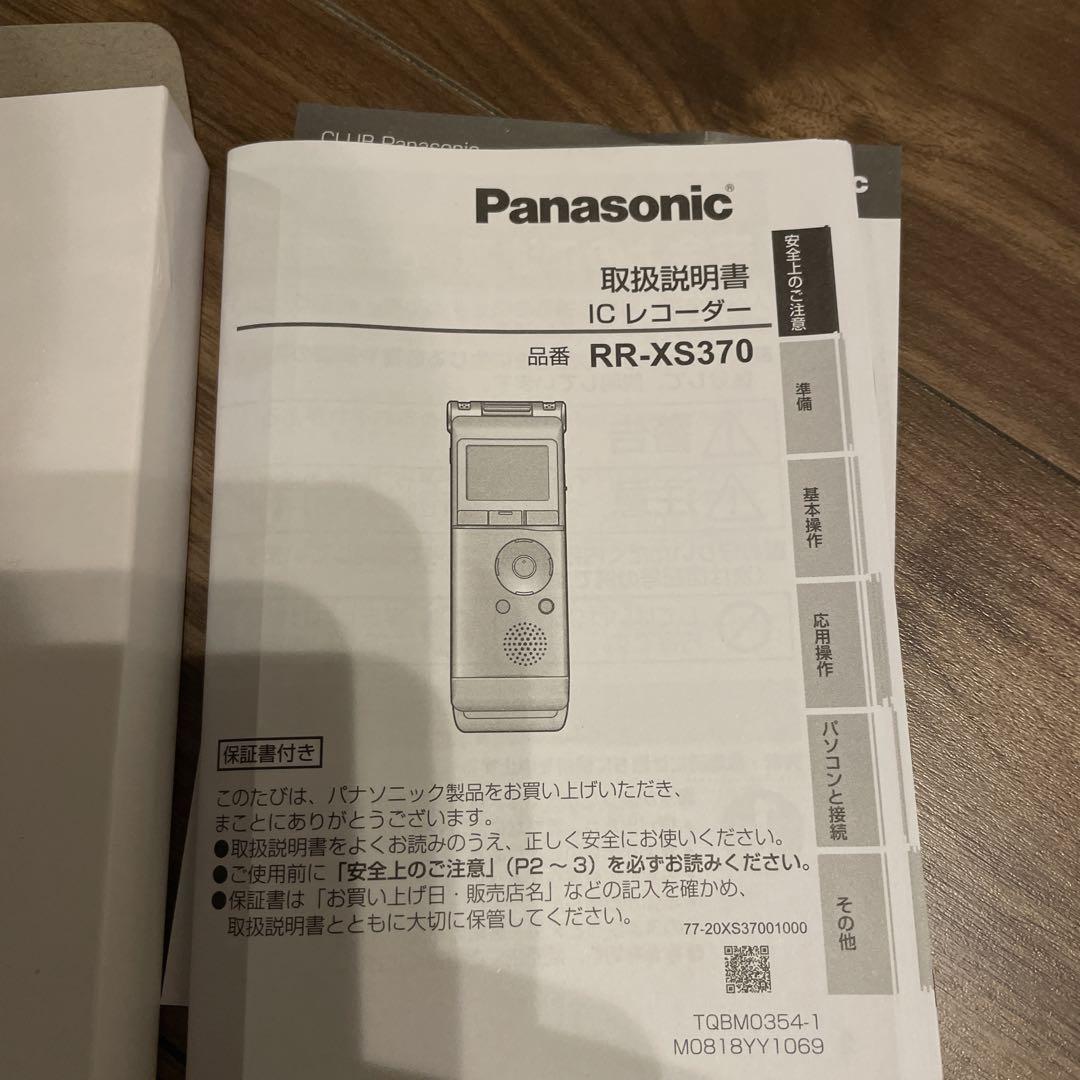 CLUB Panasonic
c
Panasonic®
取扱説明書
IC レコーダー
品番 RR-XS370
安全上のご注意
準備
基本操作
応用操作
パソコンと接続
その他
保証書付き
このたびは、パナソニック製品をお買い上げいただき、
まことにありがとうございます。
●取扱説明書をよくお読みのうえ、正しく安全にお使いください。
●ご使用前に「安全上のご注意」(P2 ~ 3) を必ずお読みください。
●保証書は「お買い上げ日・販売店名」などの記入を確かめ、
取扱説明書とともに大切に保管してください。
77-20XS37001000
TQBM0354-1
M0818YY1069